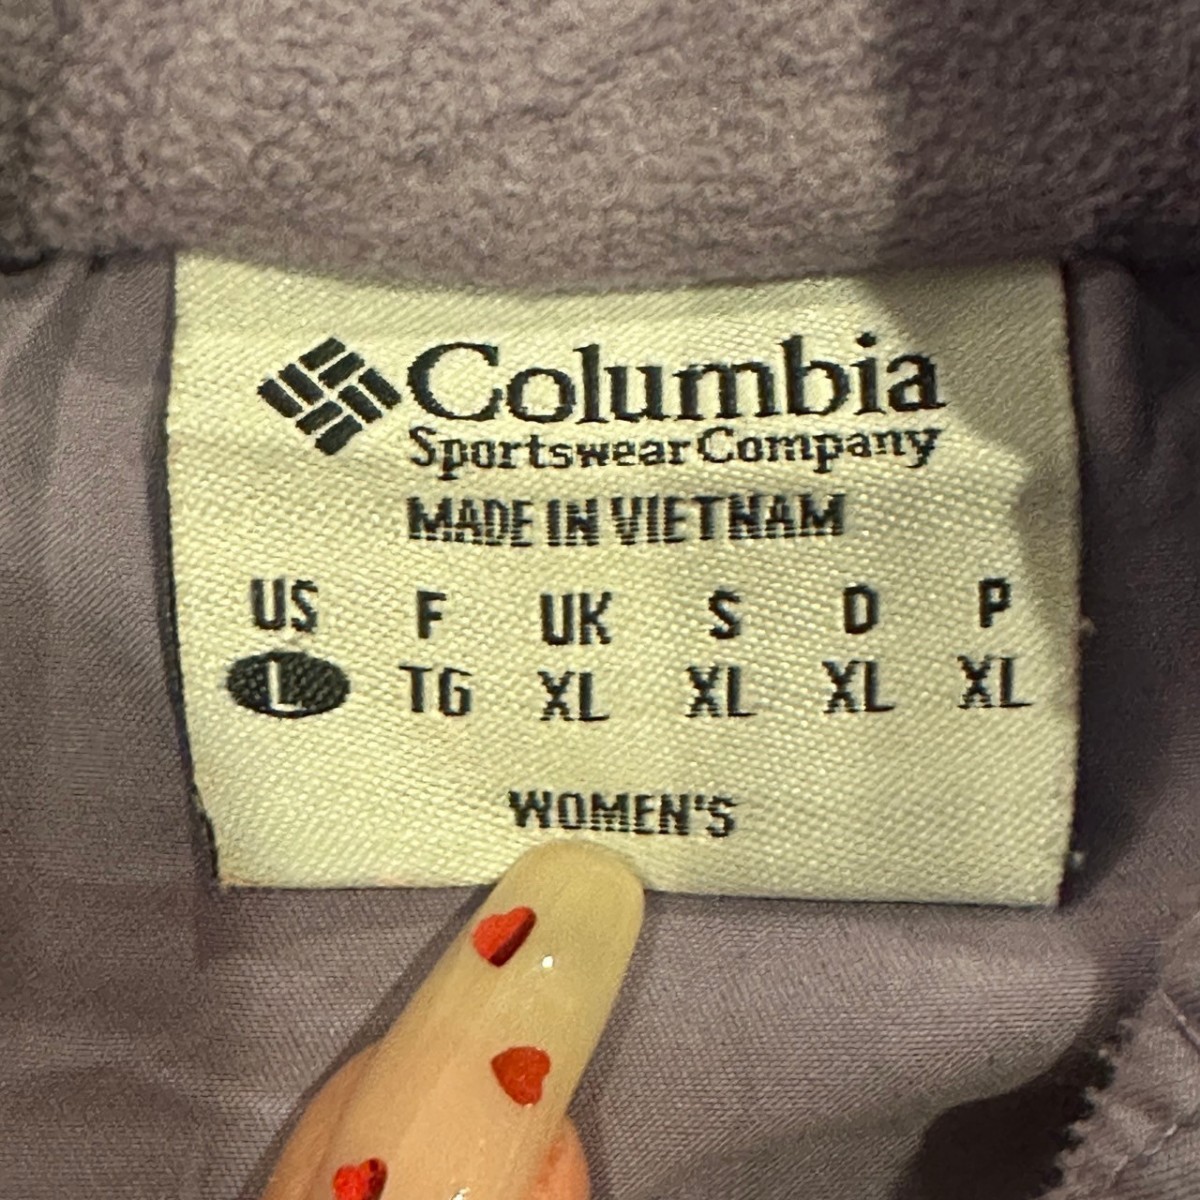 Columbia
Sportswear Company
MADE IN VIETNAM
US F UK S D P
L TG XL XL XL XL
WOMEN'S